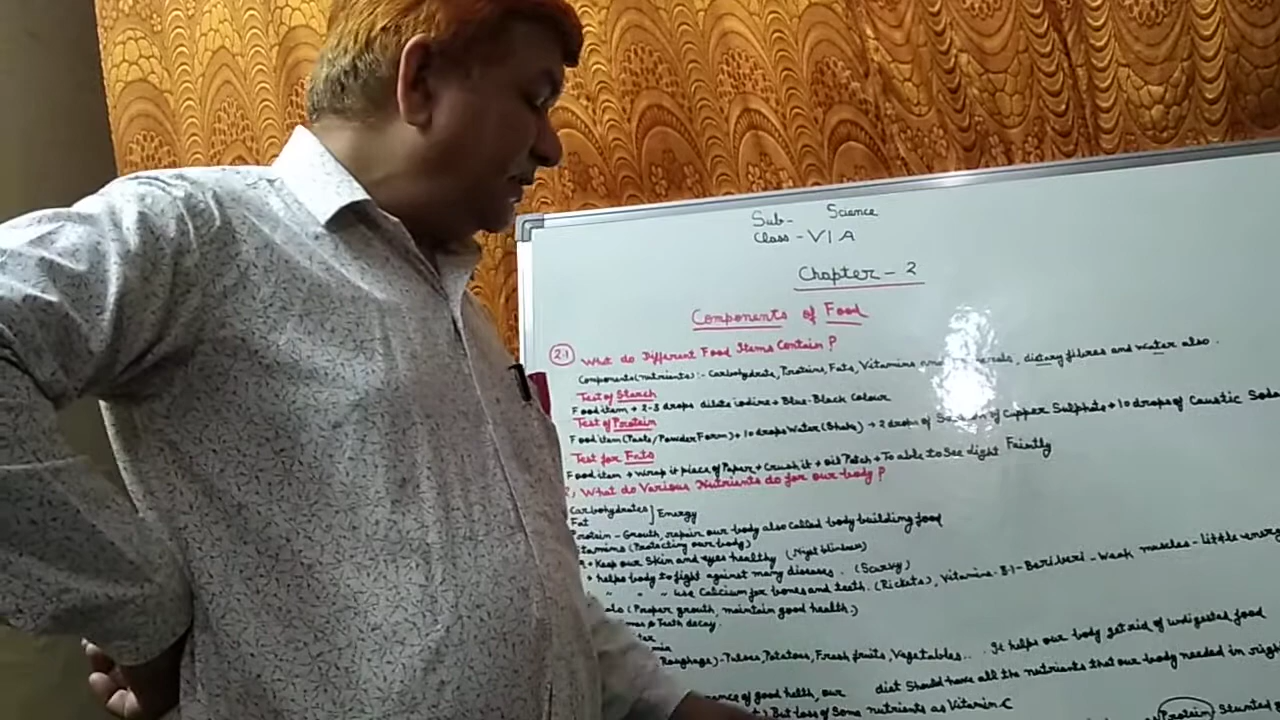 Sub- Science
Class - VI A
Chapter - 2
Components of Food
2.1 What do Different Food Items Contain?
Components(nutrients):- Carbohydrate, Proteins, Fats, Vitamins dietary fibres and water also.
Test of Starch
Food item + 2-3 drops dilute iodine + Blue-Black Colour
Test of Protein
Food item (Paste/Powder Form) + 10 drops Water (Shake) + 2 drops of of Copper Sulphate + 10 drops of Caustic Soda
Test for Fats
Food item + wrap it piece of Paper + Crush it + oil Patch + To able to See light Faintly
What do Various Nutrients do for our body?
Carbohydrates ] Energy
Fat
rotein - Growth, repair our body also called body building food
tamins (Protecting our body)
Keep our Skin and eyes healthy (Night blindness)
helps body to fight against many diseases. (Scurvy)
" " " use Calcium for bones and teeth. (Rickets), Vitamine-B1- Beriberi - Weak muscles - little energy
(Proper growth, maintain good health.)
Teeth decay.
ter
(Roughage) - Pulses, Potatoes, Fresh fruits, Vegetables... It helps our body get rid of undigested food
of good helth, our diet Should have all the nutrients that our body needed in right
But loss of Some nutrients as Vitamin-C
Protein Stunted